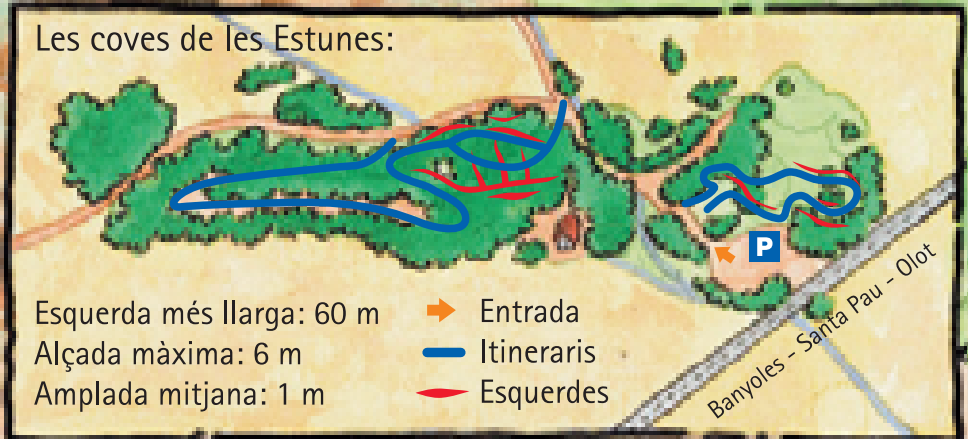 Les coves de les Estunes:
P
Banyoles - Santa Pau - Olot
Esquerda més llarga: 60 m
Alçada màxima: 6 m
Amplada mitjana: 1 m
Entrada
Itineraris
Esquerdes